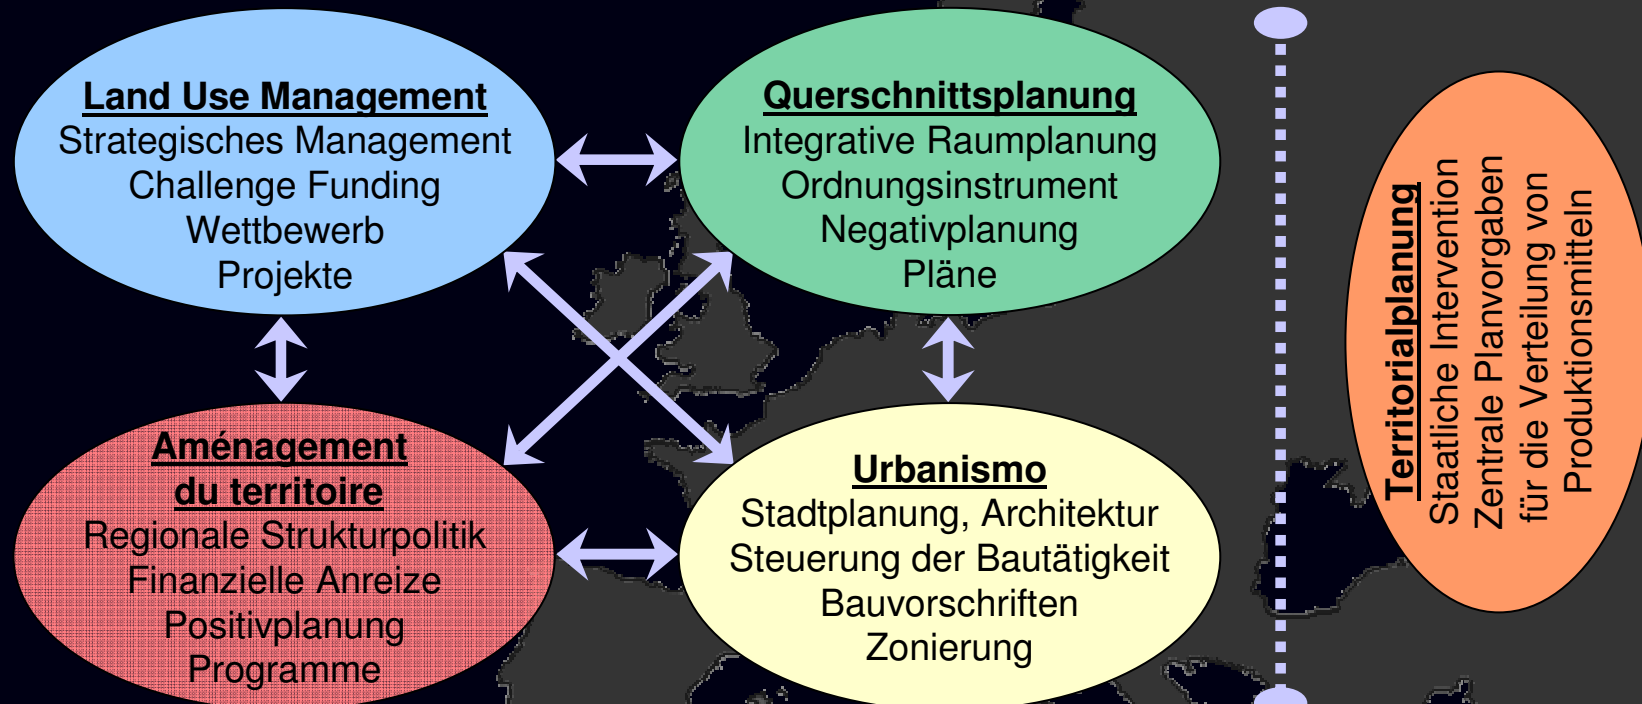 Land Use Management
Strategisches Management
Challenge Funding
Wettbewerb
Projekte
Querschnittsplanung
Integrative Raumplanung
Ordnungsinstrument
Negativplanung
Pläne
Aménagement
du territoire
Regionale Strukturpolitik
Finanzielle Anreize
Positivplanung
Programme
Urbanismo
Stadtplanung, Architektur
Steuerung der Bautätigkeit
Bauvorschriften
Zonierung
Territorialplanung
Staatliche Intervention
Zentrale Planvorgaben
für die Verteilung von
Produktionsmitteln